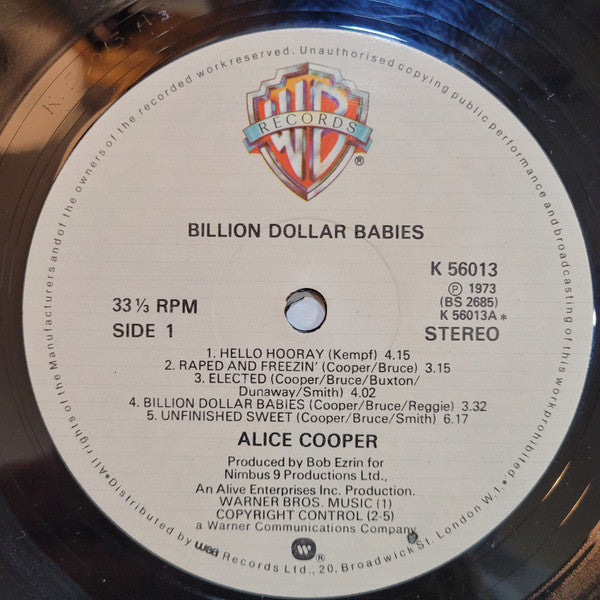 K 56013 A
All rights of the Manufacturers and of the owners of the recorded work reserved. Unauthorised copying public performance and broadcasting of this work prohibited.
WB
RECORDS
®
BILLION DOLLAR BABIES
K 56013
Ⓟ 1973
(BS 2685)
K 56013A*
33 ⅓ RPM
SIDE 1
STEREO
1. HELLO HOORAY (Kempf) 4.15
2. RAPED AND FREEZIN' (Cooper/Bruce) 3.15
3. ELECTED (Cooper/Bruce/Buxton/
Dunaway/Smith) 4.02
4. BILLION DOLLAR BABIES (Cooper/Bruce/Reggie) 3.32
5. UNFINISHED SWEET (Cooper/Bruce/Smith) 6.17
ALICE COOPER
Produced by Bob Ezrin for
Nimbus 9 Productions Ltd.,
An Alive Enterprises Inc. Production.
WARNER BROS. MUSIC (1)
COPYRIGHT CONTROL (2-5)
a Warner Communications Company
®
•Distributed by wea Records Ltd., 20, Broadwick St. London W.1.•